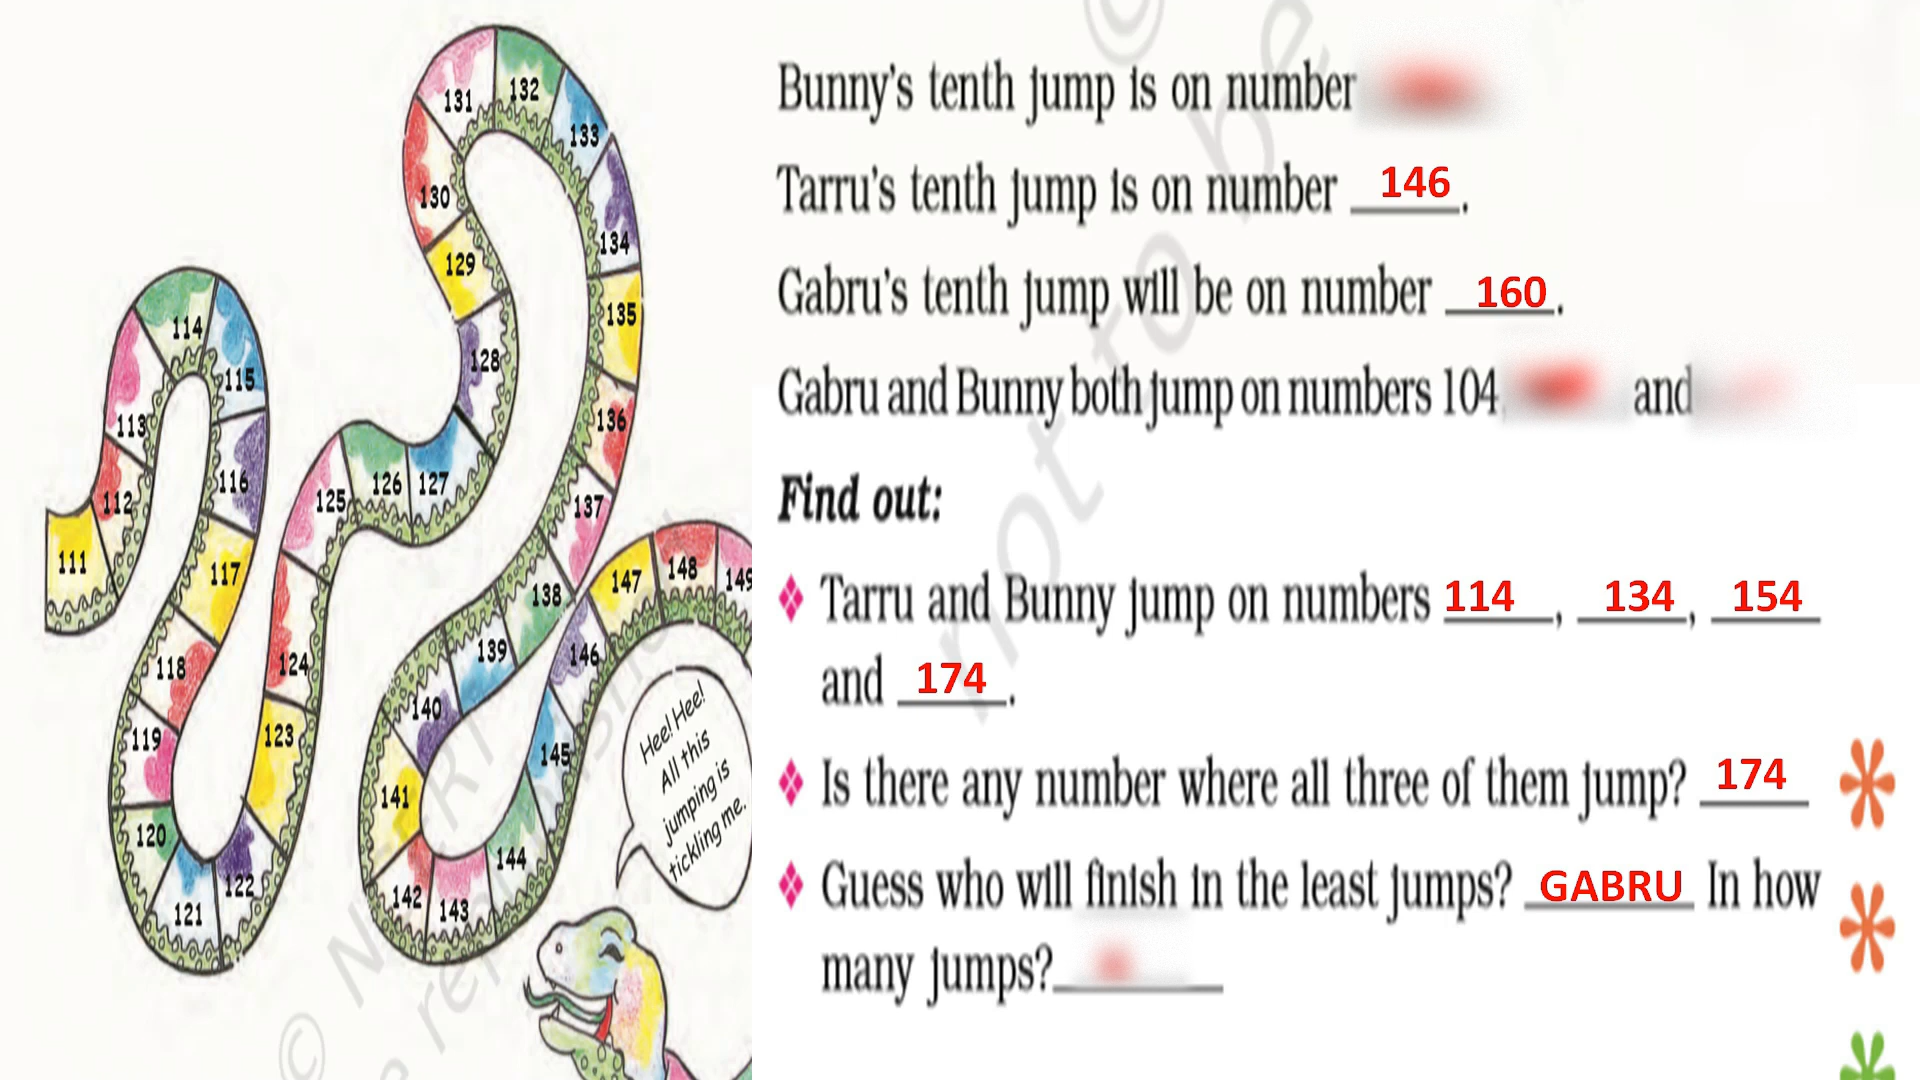 111
112
113
114
115
116
117
118
119
120
121
122
123
124
125
126
127
128
129
130
131
132
133
134
135
136
137
138
139
140
141
142
143
144
145
146
147
148
149
Hee! Hee!
All this
jumping is
tickling me.
Bunny's tenth jump is on number
Tarru's tenth jump is on number 146.
Gabru's tenth jump will be on number 160.
Gabru and Bunny both jump on numbers 104 and
Find out:
❖ Tarru and Bunny jump on numbers 114, 134, 154
and 174.
❖ Is there any number where all three of them jump? 174
❖ Guess who will finish in the least jumps? GABRU In how
many jumps?
© not to be